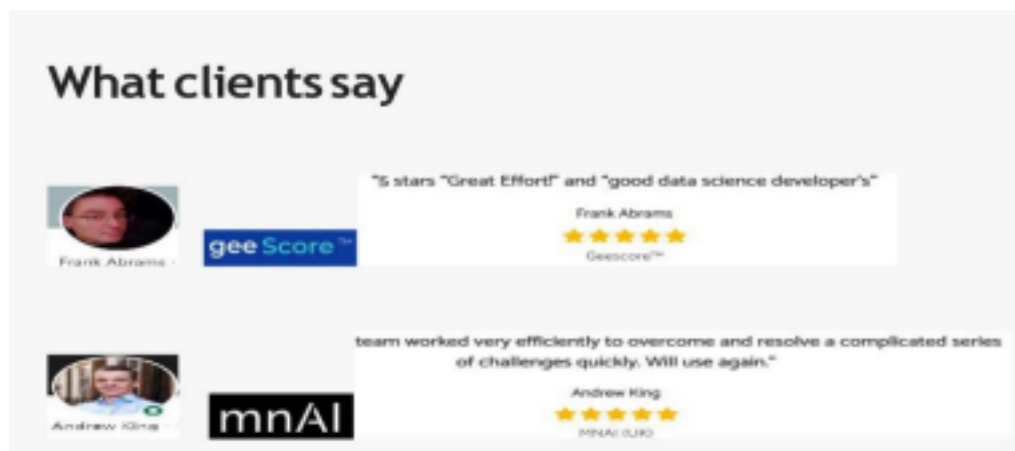 What clients say
"5 stars "Great Effort!" and "good data science developer's"
Frank Abrams
Geescore™
Frank Abrams -
gee Score™
team worked very efficiently to overcome and resolve a complicated series
of challenges quickly. Will use again."
Andrew King
MNAI (UK)
Andrew King -
mnAI